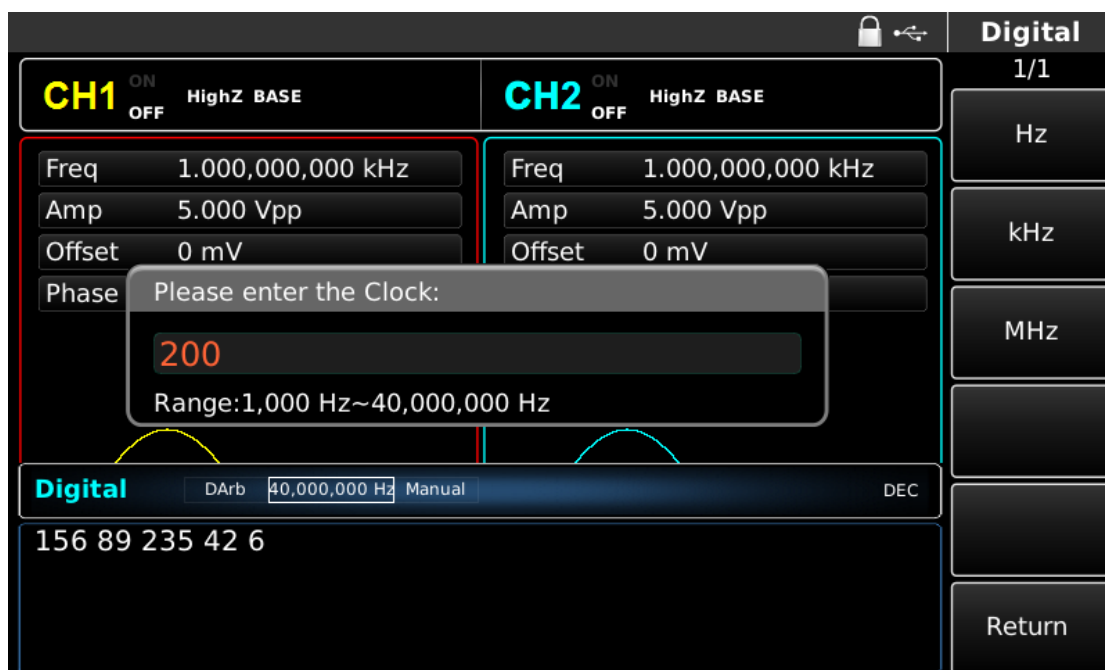 Digital
1/1
CH1 ON OFF HighZ BASE
CH2 ON OFF HighZ BASE
Hz
Freq 1.000,000,000 kHz
Freq 1.000,000,000 kHz
Amp 5.000 Vpp
Amp 5.000 Vpp
kHz
Offset 0 mV
Offset 0 mV
Phase
Please enter the Clock:
MHz
200
Range:1,000 Hz~40,000,000 Hz
Digital DArb 40,000,000 Hz Manual DEC
156 89 235 42 6
Return